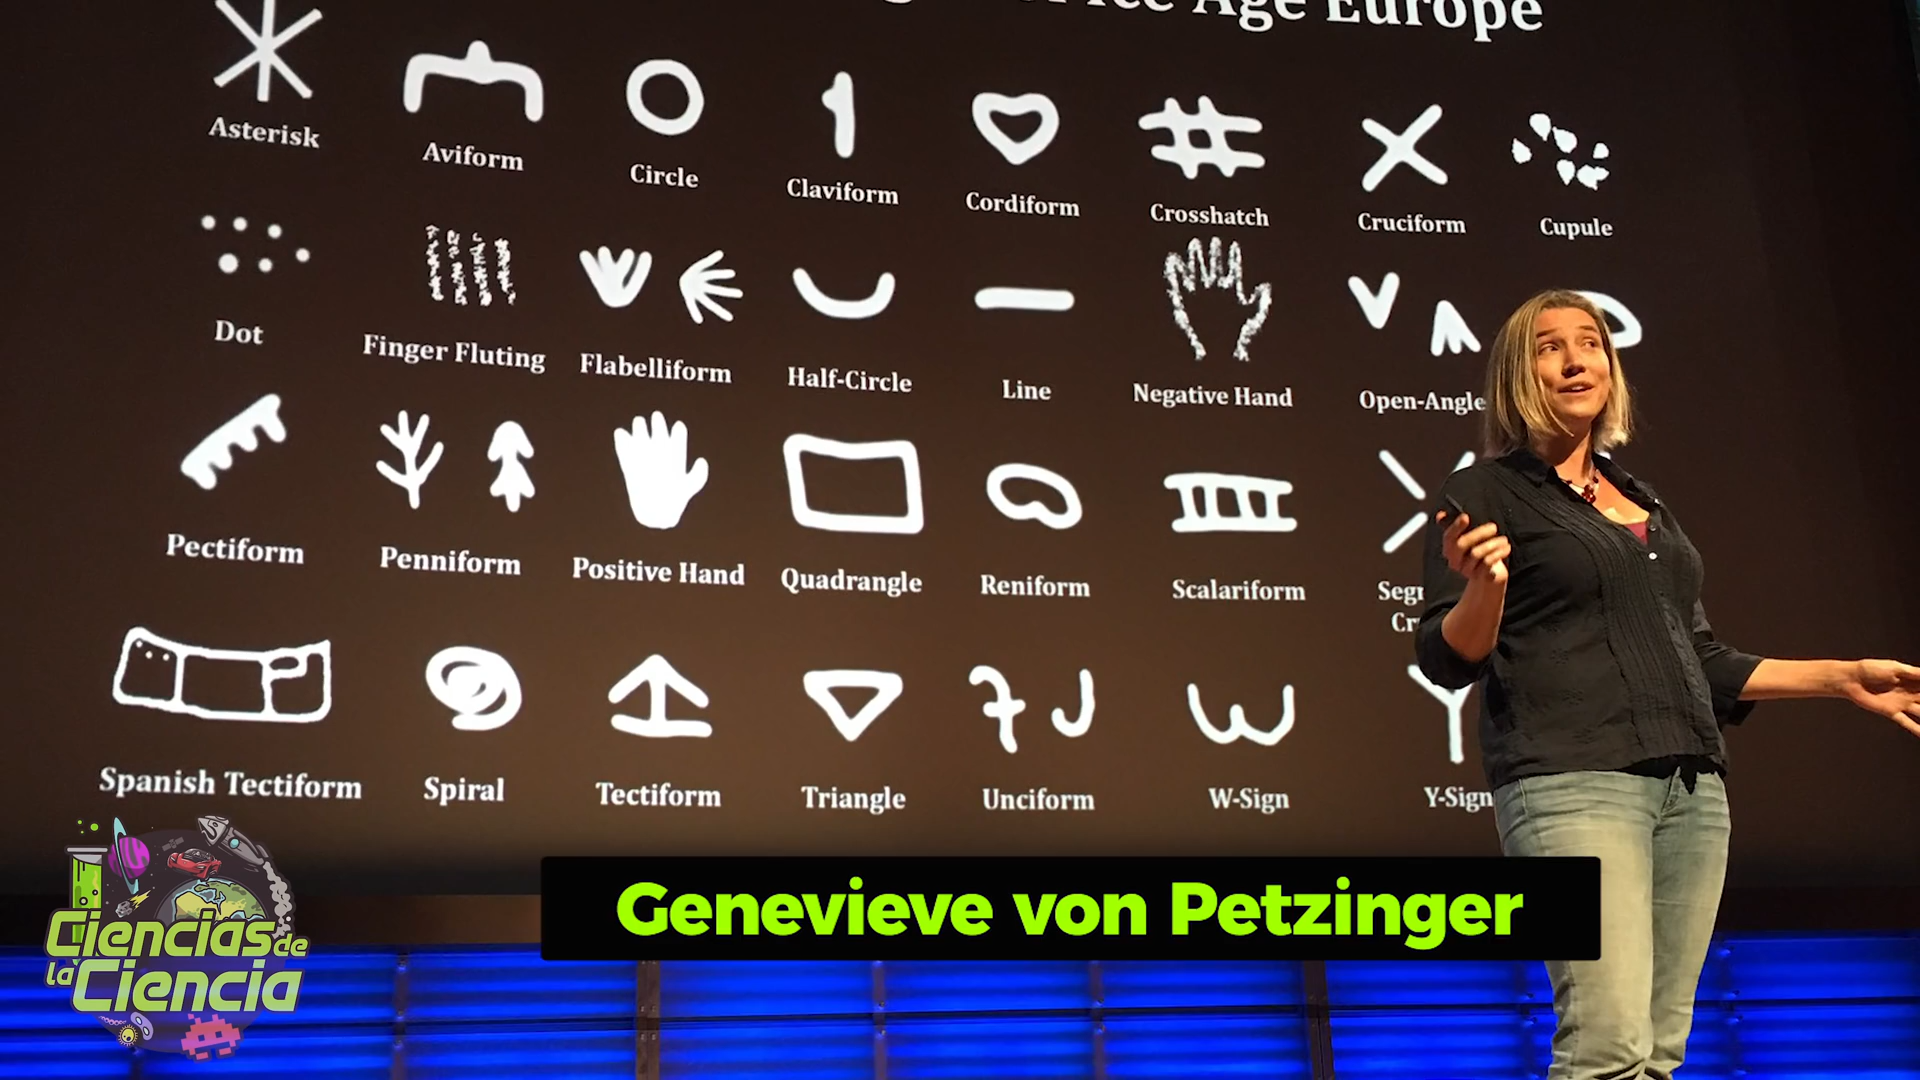 Age Europe
Asterisk
Aviform
Circle
Claviform
Cordiform
Crosshatch
Cruciform
Cupule
Dot
Finger Fluting
Flabelliform
Half-Circle
Line
Negative Hand
Open-Angle
Pectiform
Penniform
Positive Hand
Quadrangle
Reniform
Scalariform
Spanish Tectiform
Spiral
Tectiform
Triangle
Unciform
W-Sign
Y-Sign
Genevieve von Petzinger
Ciencias de
la Ciencia